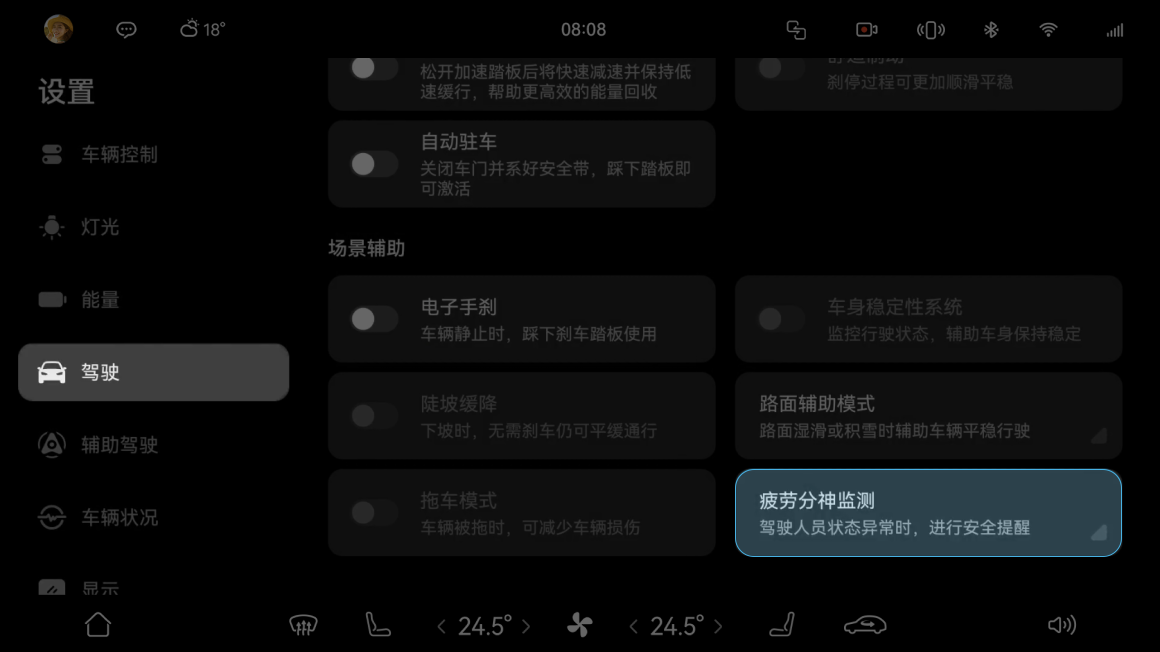 18°
08:08
设置
车辆控制
灯光
能量
驾驶
辅助驾驶
车辆状况
显示
松开加速踏板后将快速减速并保持低
速缓行，帮助更高效的能量回收
舒适制动
刹停过程可更加顺滑平稳
自动驻车
关闭车门并系好安全带，踩下踏板即
可激活
场景辅助
电子手刹
车辆静止时，踩下刹车踏板使用
车身稳定性系统
监控行驶状态，辅助车身保持稳定
陡坡缓降
下坡时，无需刹车仍可平缓通行
路面辅助模式
路面湿滑或积雪时辅助车辆平稳行驶
拖车模式
车辆被拖时，可减少车辆损伤
疲劳分神监测
驾驶人员状态异常时，进行安全提醒
24.5°
24.5°